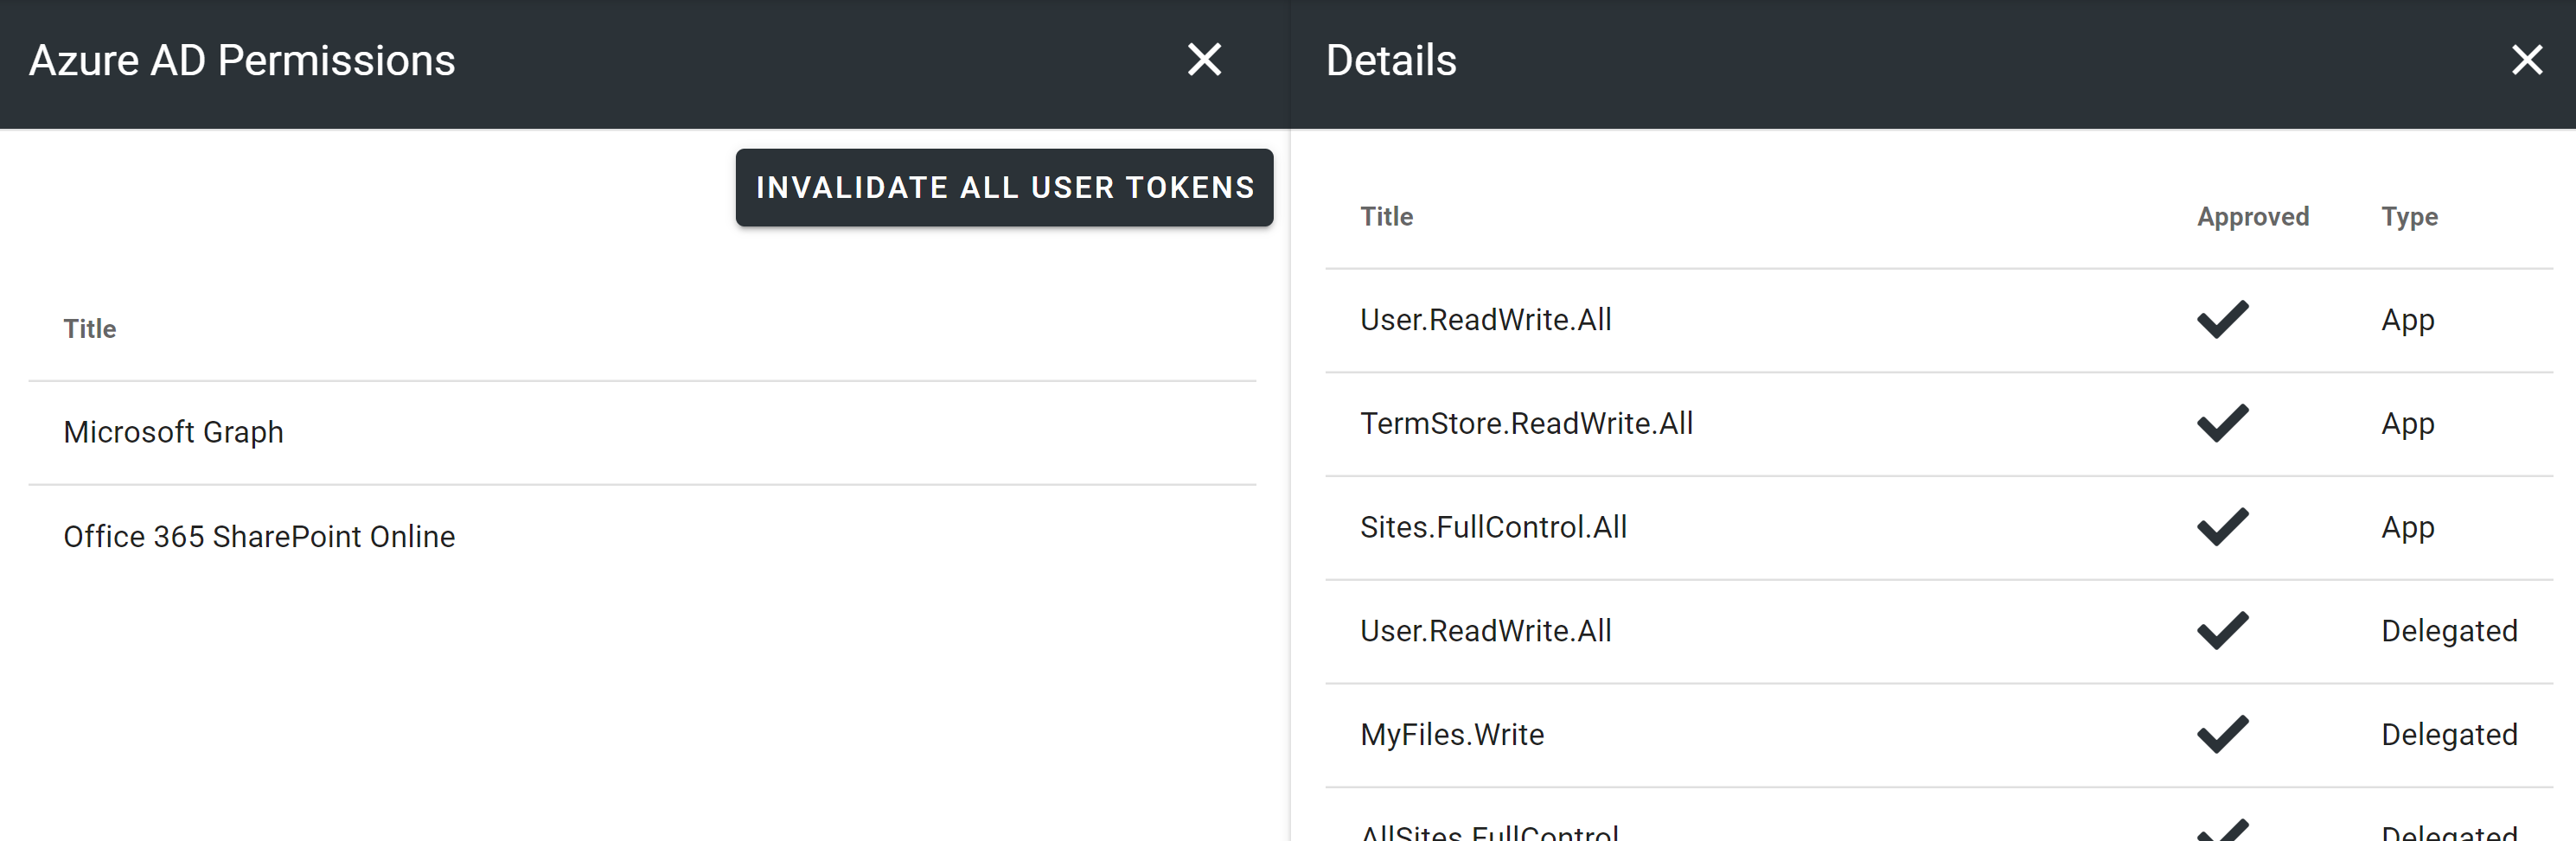 Azure AD Permissions
INVALIDATE ALL USER TOKENS
Title
Microsoft Graph
Office 365 SharePoint Online
Details
Title Approved Type
User.ReadWrite.All App
TermStore.ReadWrite.All App
Sites.FullControl.All App
User.ReadWrite.All Delegated
MyFiles.Write Delegated
AllSites.FullControl Delegated